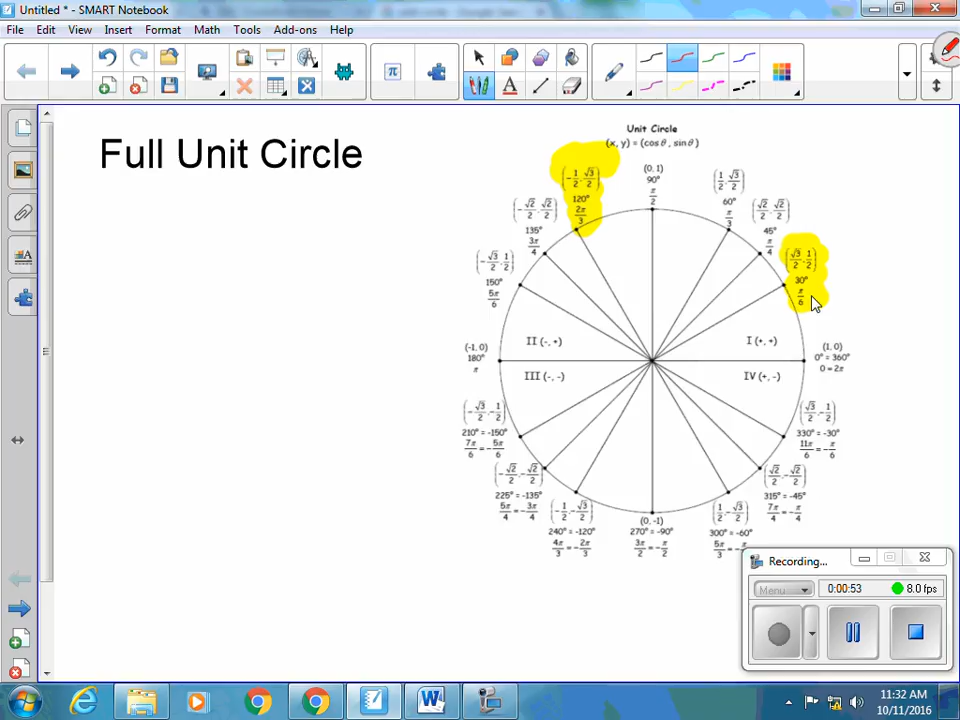 Untitled * - SMART Notebook
File Edit View Insert Format Math Tools Add-ons Help
Full Unit Circle
Unit Circle
(x, y) = (cos θ , sin θ)
(0, 1)
90°
π/2
(-1/2, √3/2)
120°
2π/3
(-√2/2, √2/2)
135°
3π/4
(-√3/2, 1/2)
150°
5π/6
(1/2, √3/2)
60°
π/3
(√2/2, √2/2)
45°
π/4
(√3/2, 1/2)
30°
π/6
II (-, +)
I (+, +)
III (-, -)
IV (+, -)
(-1, 0)
180°
π
(1, 0)
0° = 360°
0 = 2π
(-√3/2, -1/2)
210° = -150°
7π/6 = -5π/6
(-√2/2, -√2/2)
225° = -135°
5π/4 = -3π/4
(-1/2, -√3/2)
240° = -120°
4π/3 = -2π/3
(0, -1)
270° = -90°
3π/2 = -π/2
(1/2, -√3/2)
300° = -60°
5π/3 = -π
(√2/2, -√2/2)
315° = -45°
7π/4 = -π/4
(√3/2, -1/2)
330° = -30°
11π/6 = -π/6
Recording...
Menu 0:00:53 8.0 fps
11:32 AM
10/11/2016